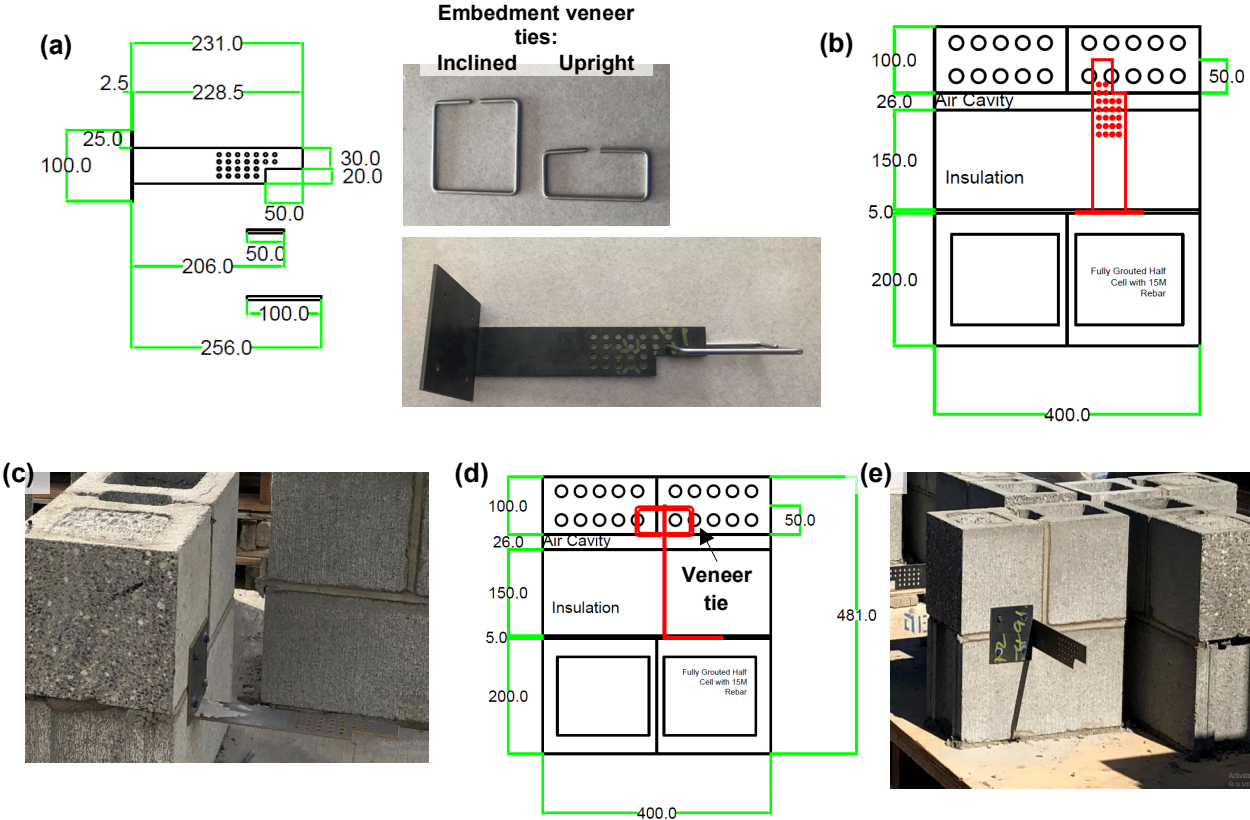 Embedment veneer
ties:
Inclined
Upright
(a)
231.0
2.5
228.5
25.0
100.0
30.0
20.0
50.0
50.0
206.0
100.0
256.0
(b)
100.0
50.0
26.0
Air Cavity
150.0
Insulation
5.0
200.0
Fully Grouted Half
Cell with 15M
Rebar
400.0
(c)
(d)
100.0
50.0
26.0
Air Cavity
150.0
Veneer
tie
Insulation
481.0
5.0
200.0
Fully Grouted Half
Cell with 15M
Rebar
400.0
(e)